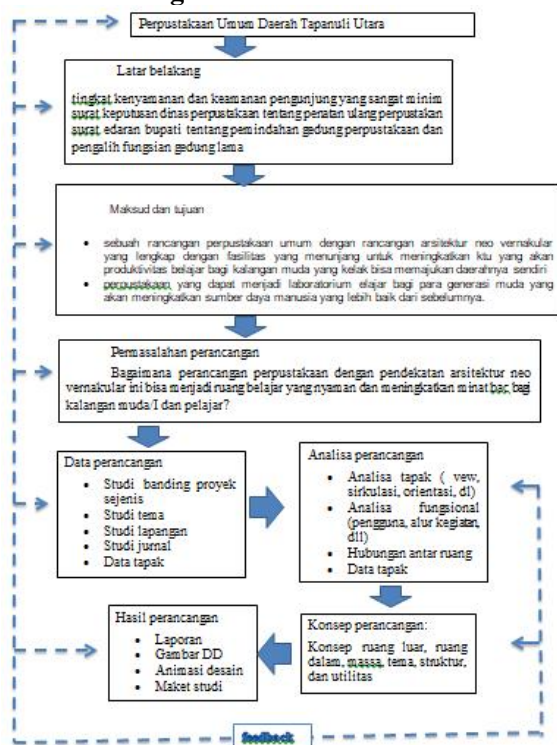 Perpustakaan Umum Daerah Tapanuli Utara
Latar belakang
tingkat kenyamanan dan keamanan pengunjung yang sangat minim
surat keputusan dinas perpustakaan tentang penatan ulang perpustakan
surat edaran bupati tentang pemindahan gedung perpustakaan dan
pengalih fungsian gedung lama
Maksud dan tujuan
• sebuah rancangan perpustakaan umum dengan rancangan arsitektur neo vernakular
yang lengkap dengan fasilitas yang menunjang untuk meningkatkan ktu yang akan
produktivitas belajar bagi kalangan muda yang kelak bisa memajukan daerahnya sendiri
• perpustakaan yang dapat menjadi laboratorium elajar bagi para generasi muda yang
akan meningkatkan sumber daya manusia yang lebih baik dari sebelumnya.
Permasalahan perancangan
Bagaimana perancangan perpustakaan dengan pendekatan arsitektur neo
vernakular ini bisa menjadi ruang belajar yang nyaman dan meningkatkan minat bac bagi
kalangan muda/I dan pelajar?
Data perancangan
• Studi banding proyek
sejenis
• Studi tema
• Studi lapangan
• Studi jurnal
• Data tapak
Analisa perancangan
• Analisa tapak ( vew,
sirkulasi, orientasi, dl)
• Analisa fungsional
(pengguna, alur kegiatan,
dll)
• Hubungan antar ruang
• Data tapak
Hasil perancangan
• Laporan
• Gambar DD
• Animasi desain
• Maket studi
Konsep perancangan:
Konsep ruang luar, ruang
dalam, massa, tema, struktur,
dan utilitas
feedback